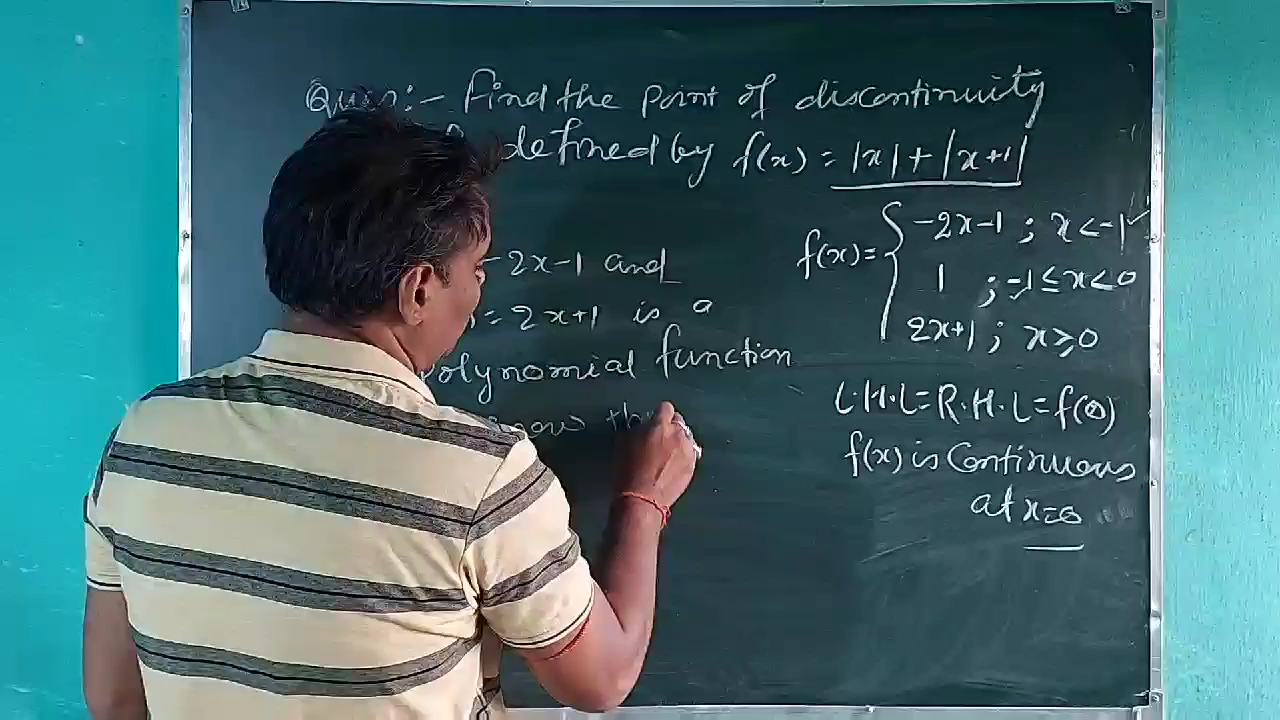 Ques:- Find the point of discontinuity
defined by f(x) = |x| + |x+1|
f(x) = { -2x-1 ; x < -1
1 ; -1 ≤ x < 0
2x+1 ; x ≥ 0
L.H.L = R.H.L = f(0)
f(x) is continuous
at x=0
-2x-1 and
= 2x+1 is a
polynomial function